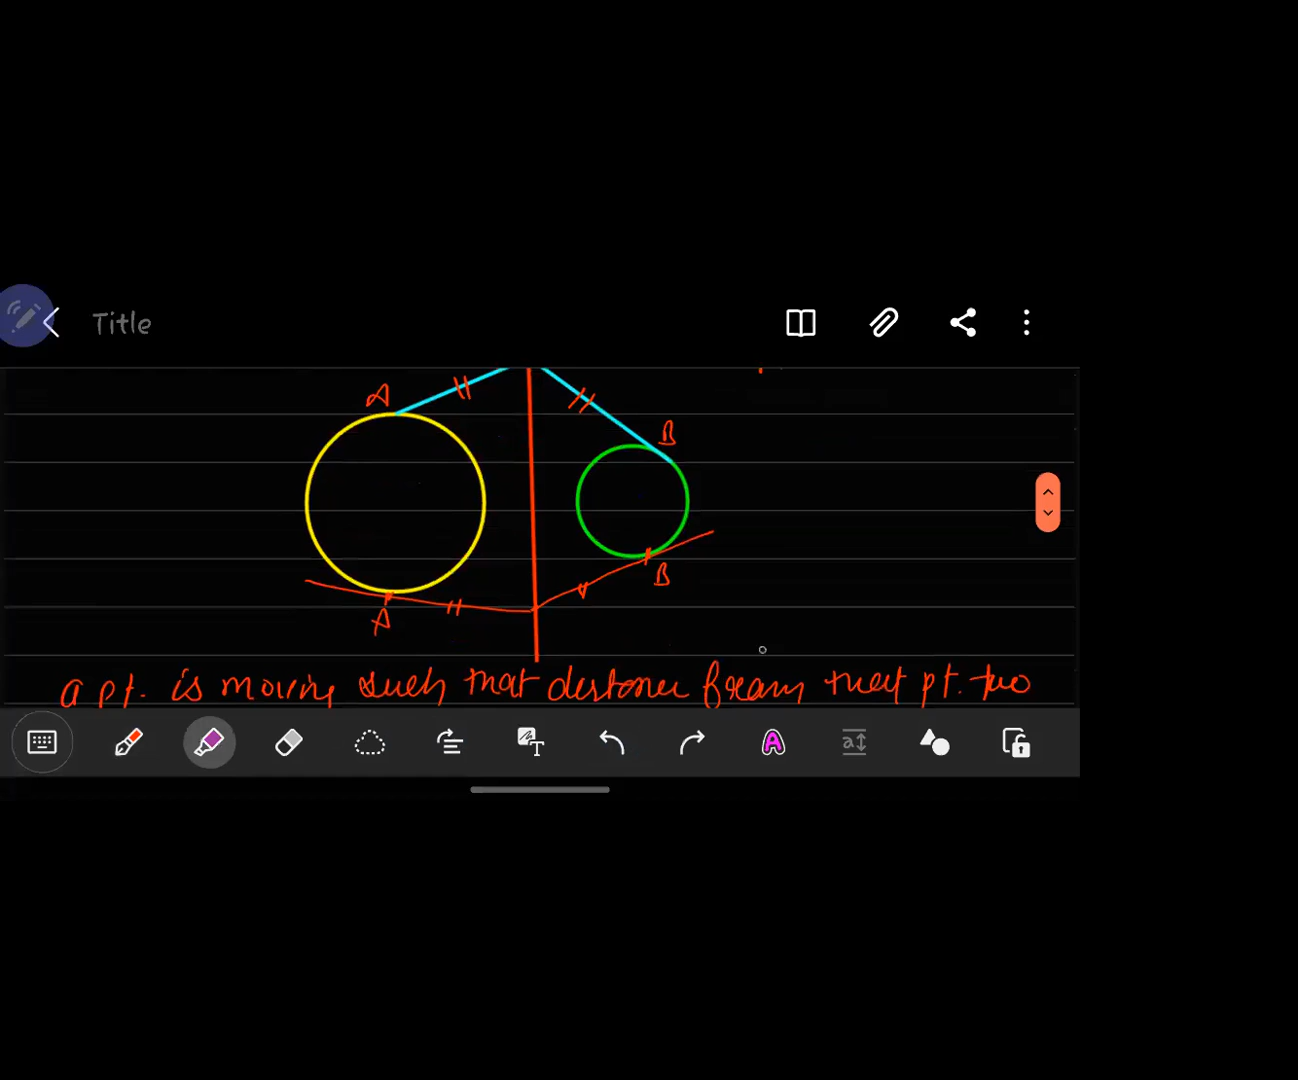 Title
A
B
B
A
a pt. is moving such that distance from that pt. two